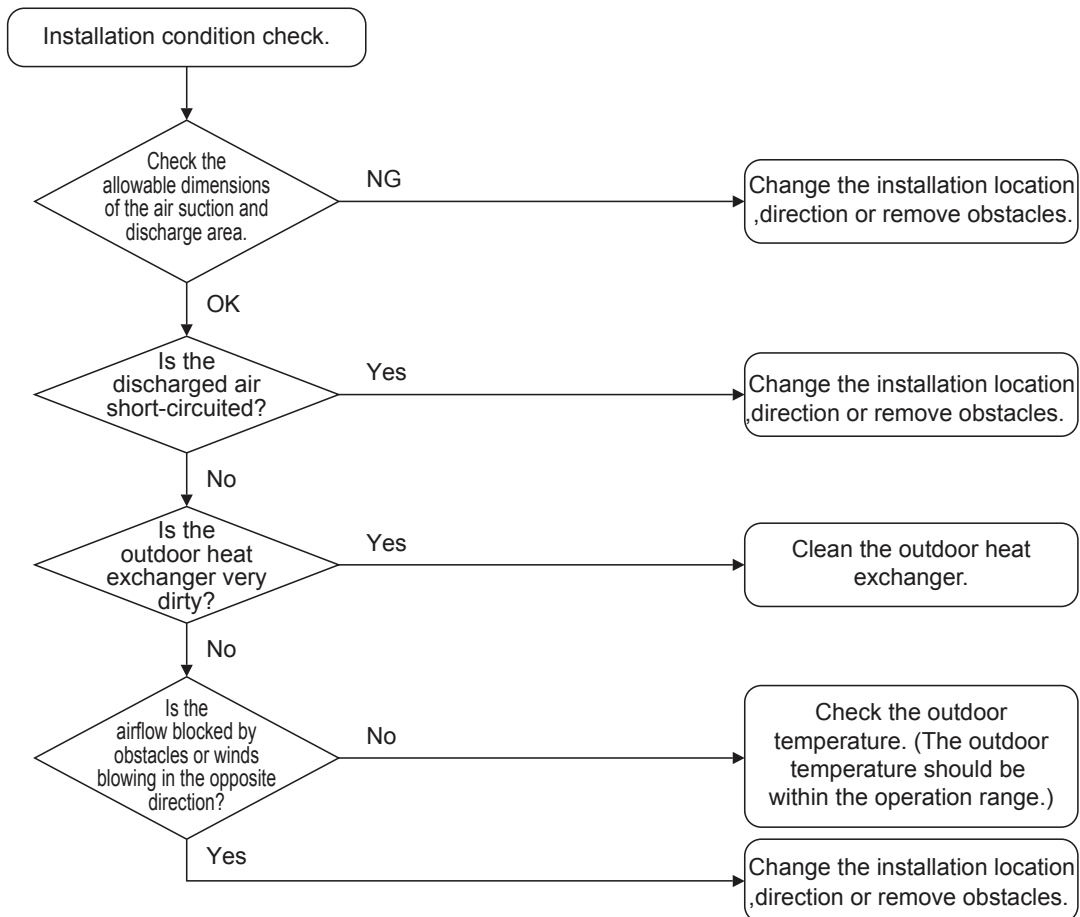 Installation condition check.
Check the
allowable dimensions
of the air suction and
discharge area.
NG
Change the installation location
,direction or remove obstacles.
OK
Is the
discharged air
short-circuited?
Yes
Change the installation location
,direction or remove obstacles.
No
Is the
outdoor heat
exchanger very
dirty?
Yes
Clean the outdoor heat
exchanger.
No
Is the
airflow blocked by
obstacles or winds
blowing in the opposite
direction?
No
Check the outdoor
temperature. (The outdoor
temperature should be
within the operation range.)
Yes
Change the installation location
,direction or remove obstacles.